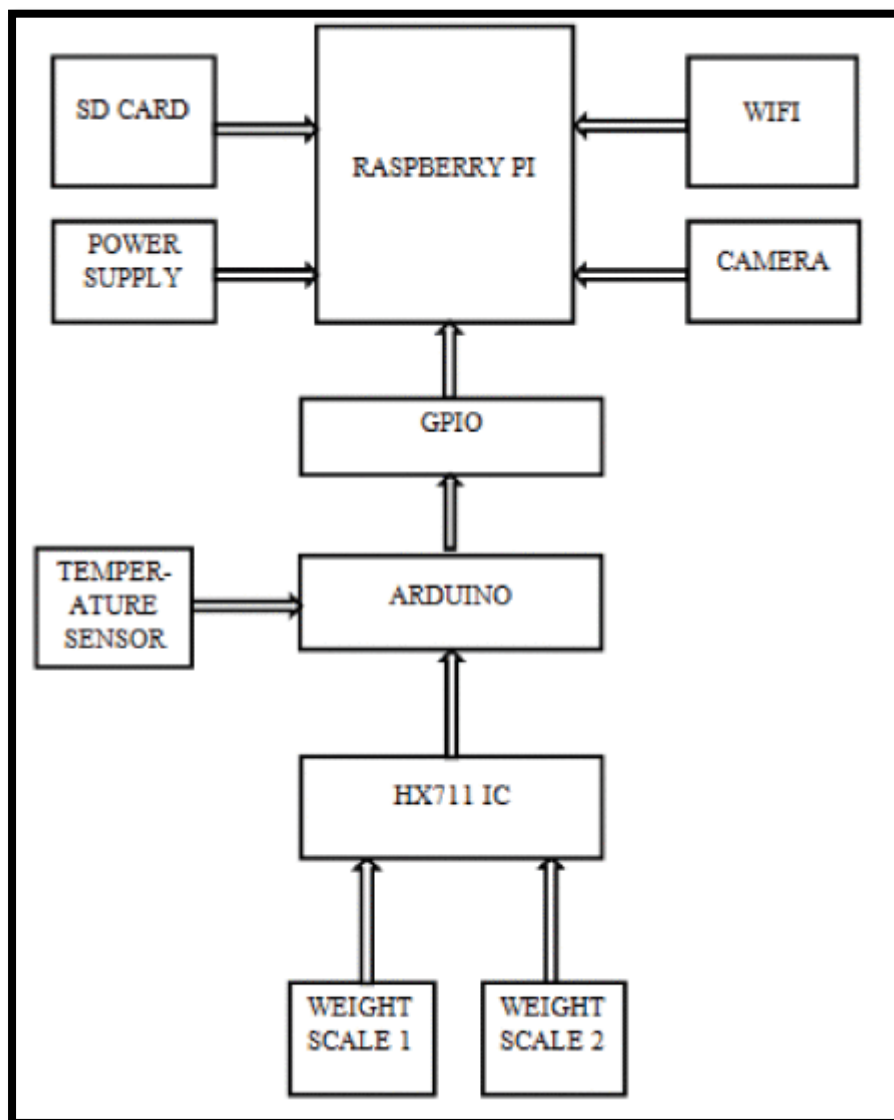 SD CARD
RASPBERRY PI
WIFI
POWER
SUPPLY
CAMERA
GPIO
TEMPER-
ATURE
SENSOR
ARDUINO
HX711 IC
WEIGHT
SCALE 1
WEIGHT
SCALE 2